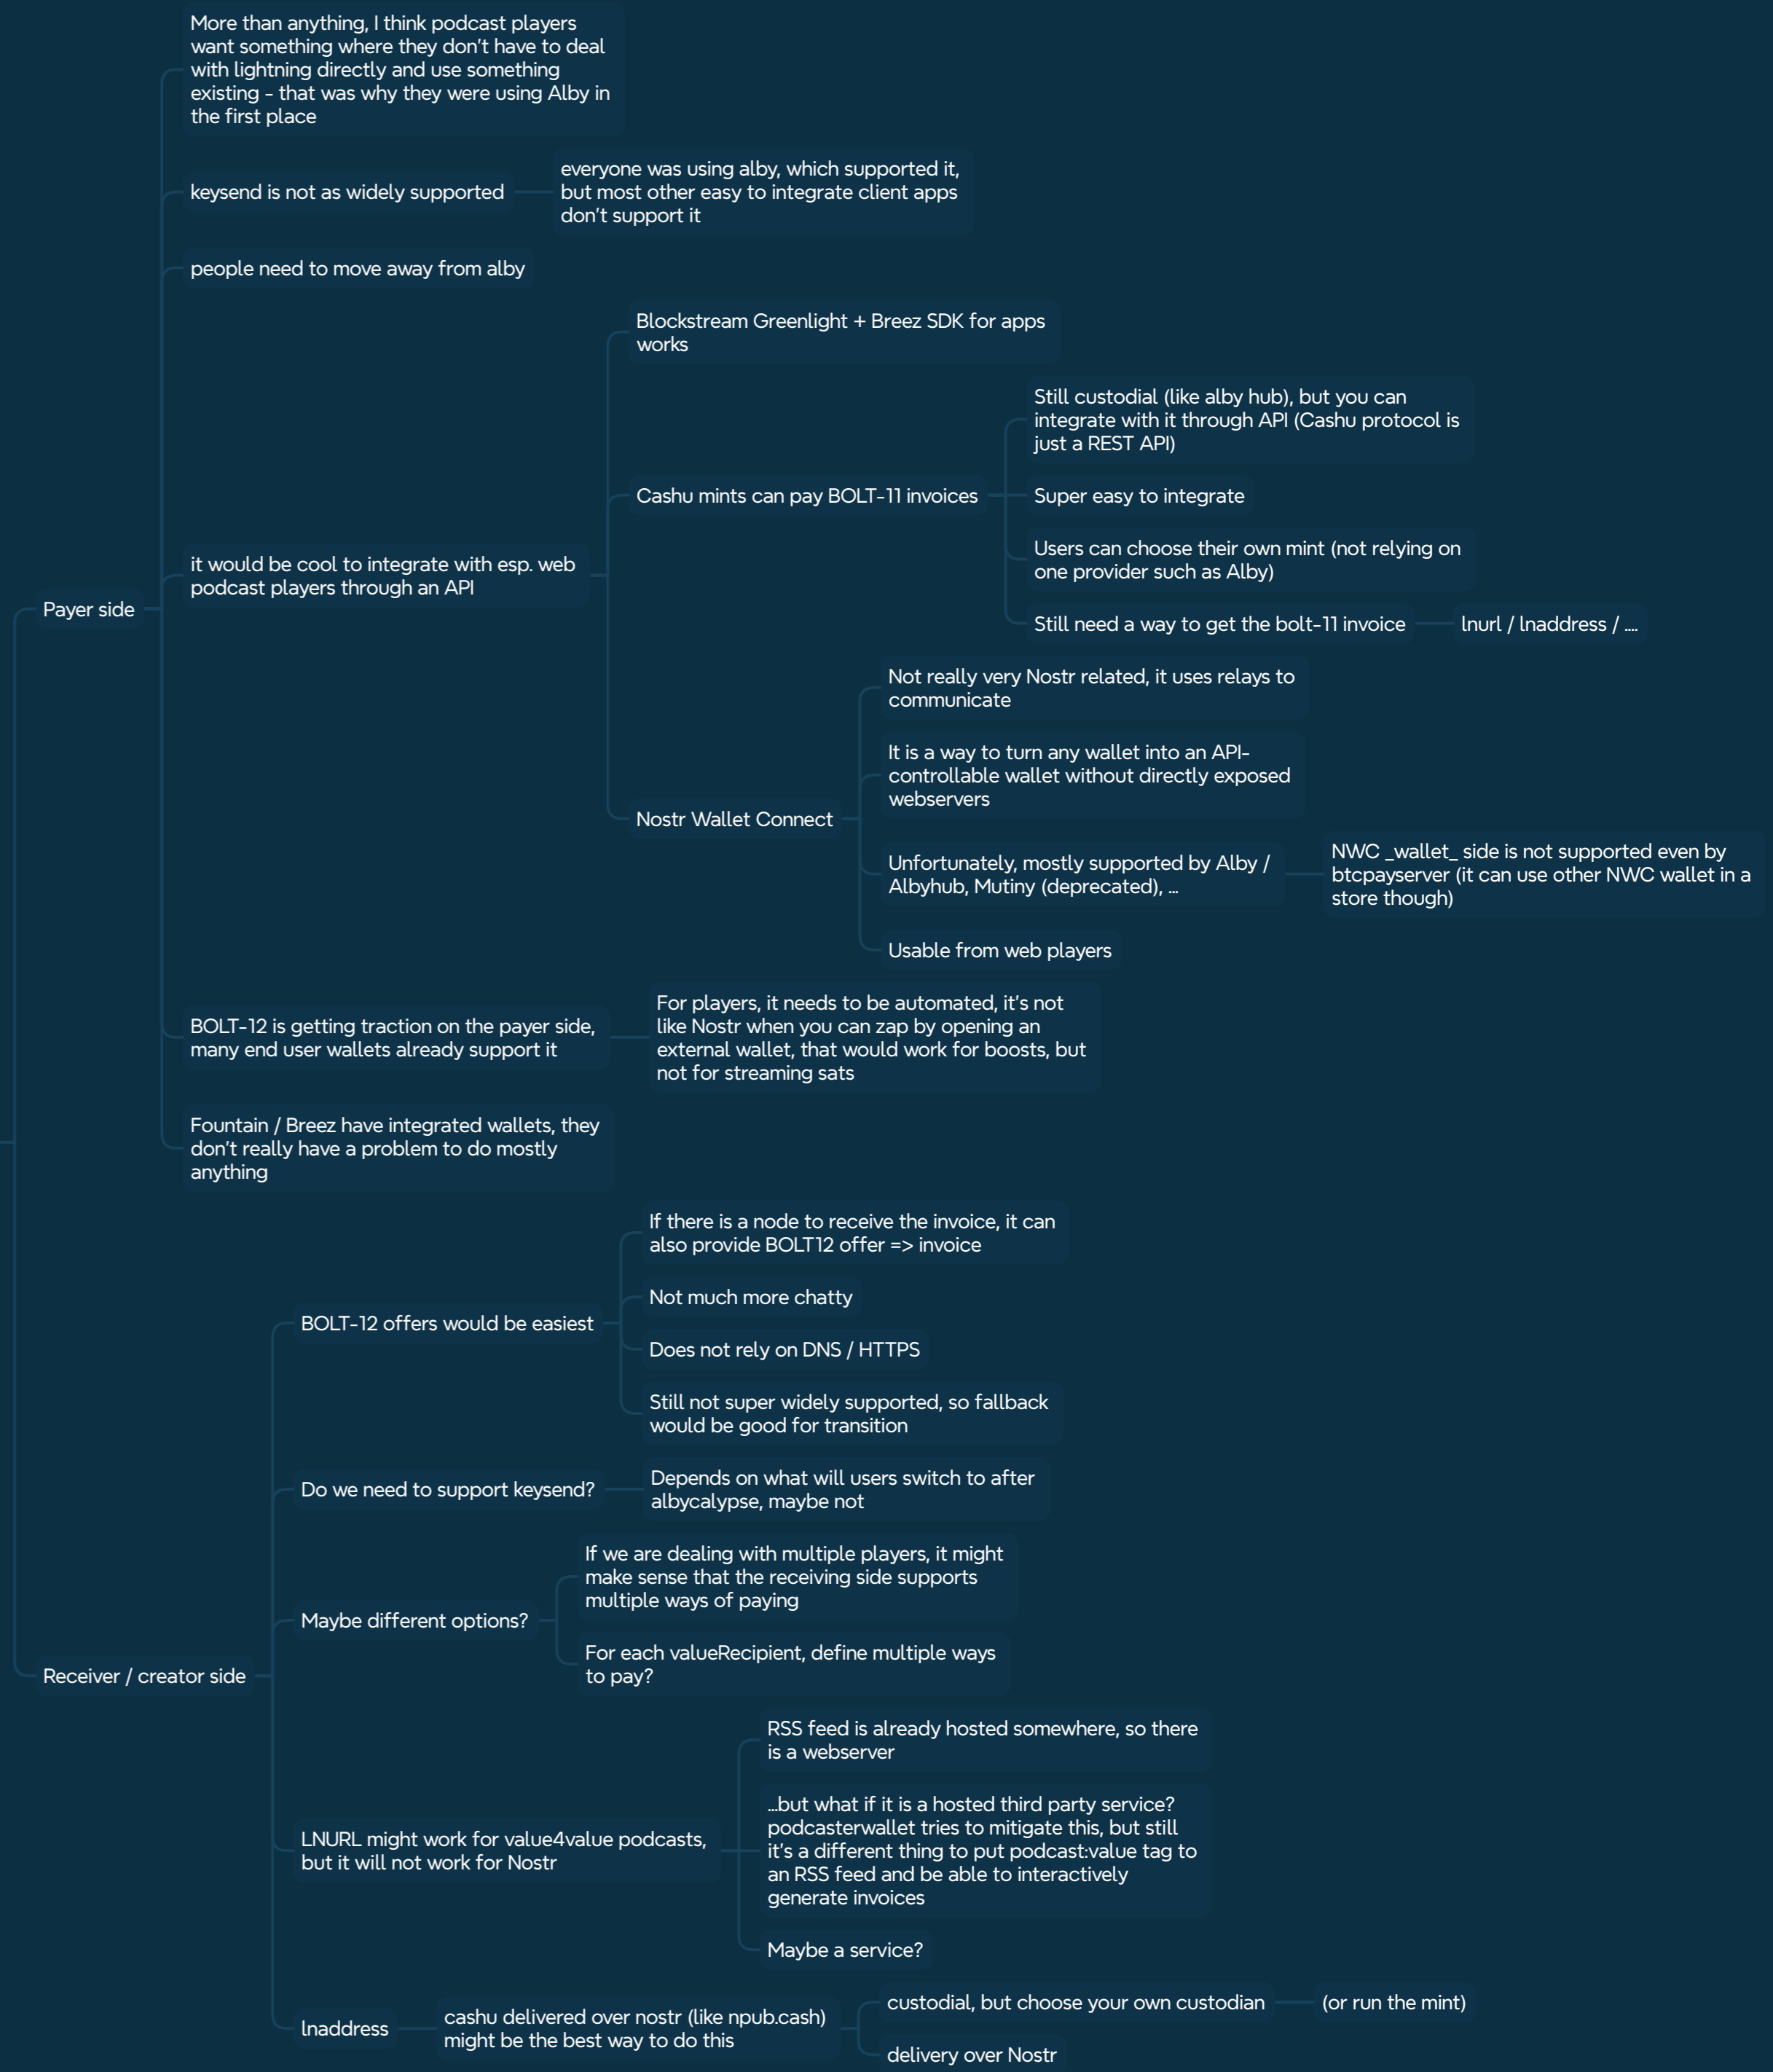 More than anything, I think podcast players
want something where they don't have to deal
with lightning directly and use something
existing - that was why they were using Alby in
the first place
keysend is not as widely supported
everyone was using alby, which supported it,
but most other easy to integrate client apps
don't support it
people need to move away from alby
Blockstream Greenlight + Breez SDK for apps
works
Still custodial (like alby hub), but you can
integrate with it through API (Cashu protocol is
just a REST API)
Cashu mints can pay BOLT-11 invoices
Super easy to integrate
Users can choose their own mint (not relying on
one provider such as Alby)
it would be cool to integrate with esp. web
podcast players through an API
Payer side
Still need a way to get the bolt-11 invoice
lnurl / lnaddress / ....
Not really very Nostr related, it uses relays to
communicate
It is a way to turn any wallet into an API-
controllable wallet without directly exposed
webservers
Nostr Wallet Connect
Unfortunately, mostly supported by Alby /
Albyhub, Mutiny (deprecated), ...
NWC _wallet_ side is not supported even by
btcpayserver (it can use other NWC wallet in a
store though)
Usable from web players
BOLT-12 is getting traction on the payer side,
many end user wallets already support it
For players, it needs to be automated, it's not
like Nostr when you can zap by opening an
external wallet, that would work for boosts, but
not for streaming sats
Fountain / Breez have integrated wallets, they
don't really have a problem to do mostly
anything
If there is a node to receive the invoice, it can
also provide BOLT12 offer => invoice
Not much more chatty
BOLT-12 offers would be easiest
Does not rely on DNS / HTTPS
Still not super widely supported, so fallback
would be good for transition
Do we need to support keysend?
Depends on what will users switch to after
albycalypse, maybe not
If we are dealing with multiple players, it might
make sense that the receiving side supports
multiple ways of paying
Maybe different options?
For each valueRecipient, define multiple ways
to pay?
Receiver / creator side
RSS feed is already hosted somewhere, so there
is a webserver
...but what if it is a hosted third party service?
podcasterwallet tries to mitigate this, but still
it's a different thing to put podcast:value tag to
an RSS feed and be able to interactively
generate invoices
LNURL might work for value4value podcasts,
but it will not work for Nostr
Maybe a service?
lnaddress
cashu delivered over nostr (like npub.cash)
might be the best way to do this
custodial, but choose your own custodian
(or run the mint)
delivery over Nostr